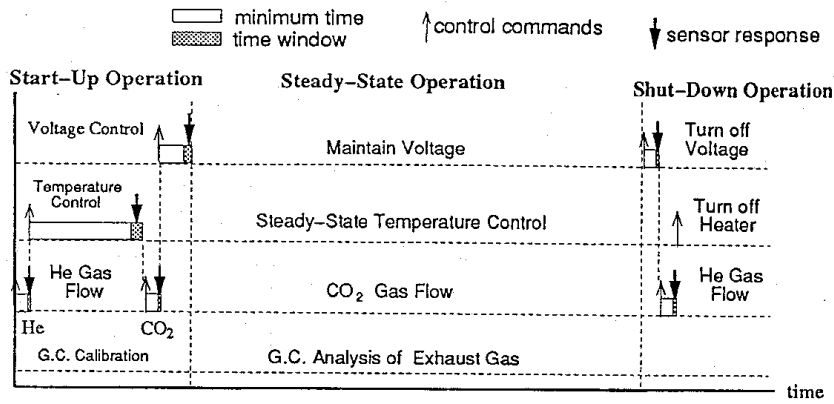 minimum time
time window
control commands
sensor response
Start–Up Operation
Steady–State Operation
Shut–Down Operation
Voltage Control
Maintain Voltage
Turn off
Voltage
Temperature
Control
Steady–State Temperature Control
Turn off
Heater
He Gas
Flow
CO2 Gas Flow
He Gas
Flow
He
CO2
G.C. Calibration
G.C. Analysis of Exhaust Gas
time